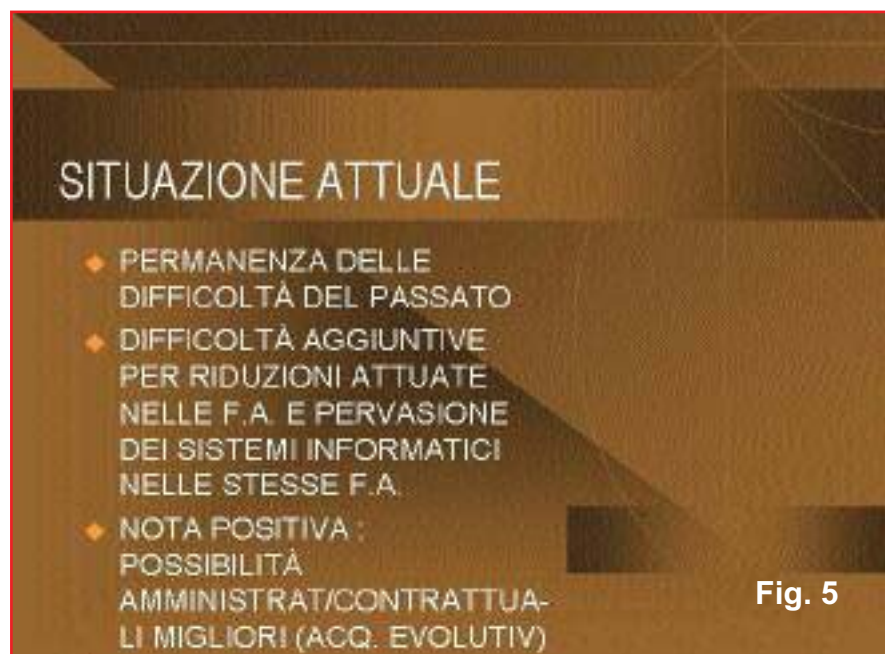 SITUAZIONE ATTUALE
PERMANENZA DELLE
DIFFICOLTÀ DEL PASSATO
DIFFICOLTÀ AGGIUNTIVE
PER RIDUZIONI ATTUATE
NELLE F.A. E PERVASIONE
DEI SISTEMI INFORMATICI
NELLE STESSE F.A.
NOTA POSITIVA :
POSSIBILITÀ
AMMINISTRAT/CONTRATTUA-
LI MIGLIORI (ACQ. EVOLUTIV)
Fig. 5